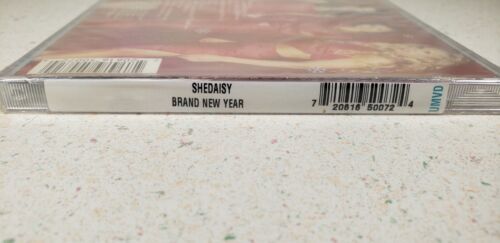 SHEDAISY
BRAND NEW YEAR
7 20616 50072 4
UMVD